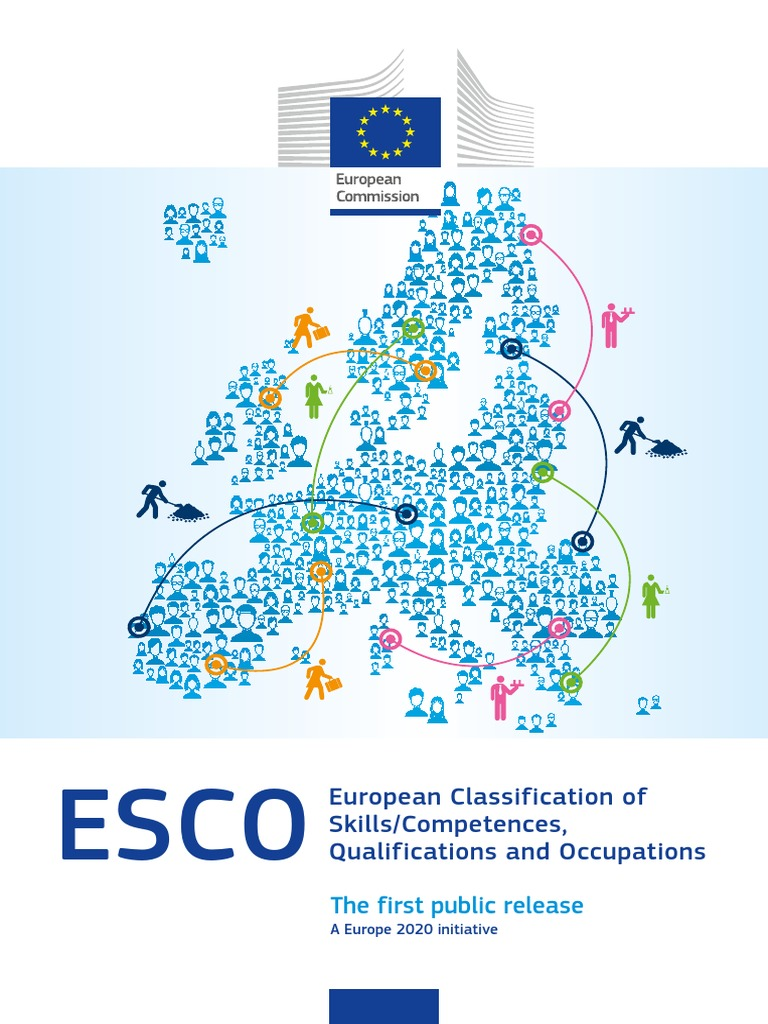 European
Commission
ESCO
European Classification of
Skills/Competences,
Qualifications and Occupations
The first public release
A Europe 2020 initiative